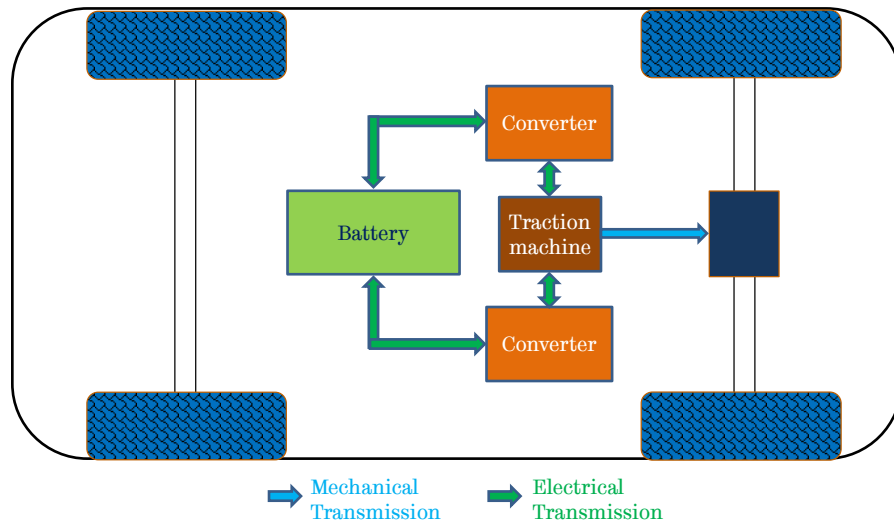 Converter
Battery
Traction
machine
Converter
Mechanical
Transmission
Electrical
Transmission